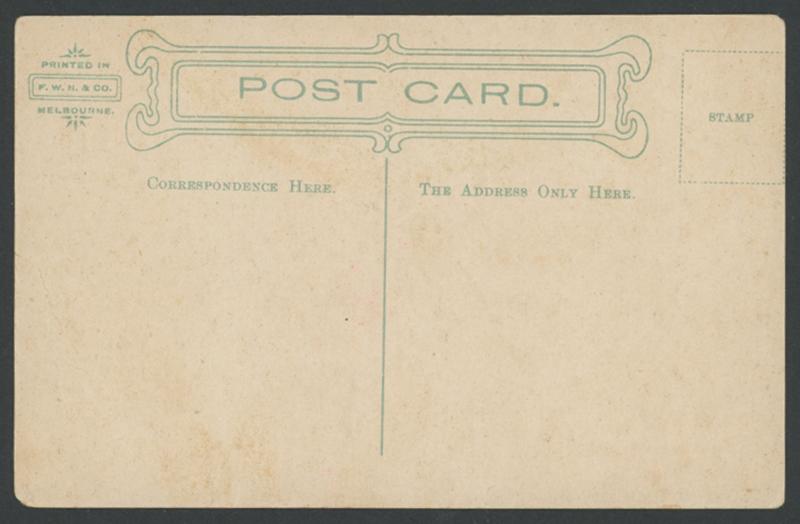 PRINTED IN
F. W. N. & CO.
MELBOURNE.
POST CARD.
STAMP
CORRESPONDENCE HERE.
THE ADDRESS ONLY HERE.